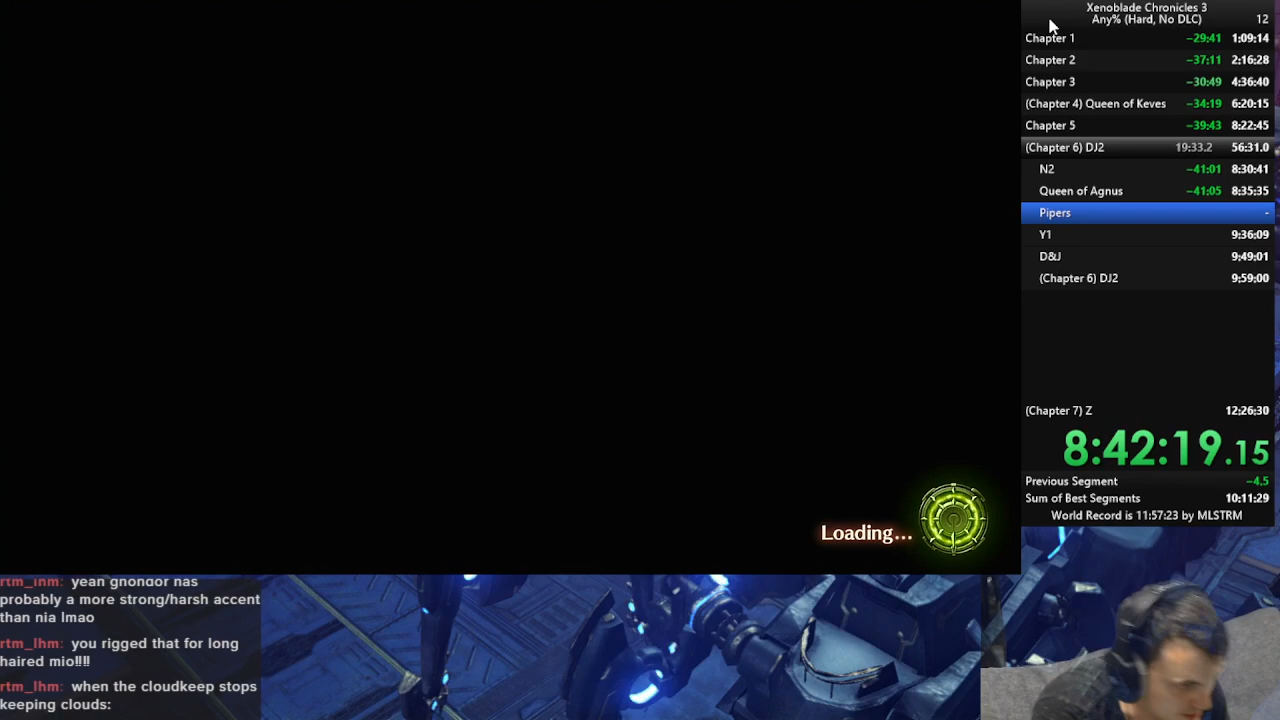 Xenoblade Chronicles 3
Any% (Hard, No DLC) 12
Chapter 1 −29:41 1:09:14
Chapter 2 −37:11 2:16:28
Chapter 3 −30:49 4:36:40
(Chapter 4) Queen of Keves −34:19 6:20:15
Chapter 5 −39:43 8:22:45
(Chapter 6) DJ2 19:33.2 56:31.0
N2 −41:01 8:30:41
Queen of Agnus −41:05 8:35:35
Pipers -
Y1 9:36:09
D&J 9:49:01
(Chapter 6) DJ2 9:59:00
(Chapter 7) Z 12:26:30
8:42:19.15
Previous Segment −4.5
Sum of Best Segments 10:11:29
World Record is 11:57:23 by MLSTRM
Loading...
rtm_lhm: yeah gnondor has
probably a more strong/harsh accent
than nia lmao
rtm_lhm: you rigged that for long
haired mio!!!!
rtm_lhm: when the cloudkeep stops
keeping clouds: